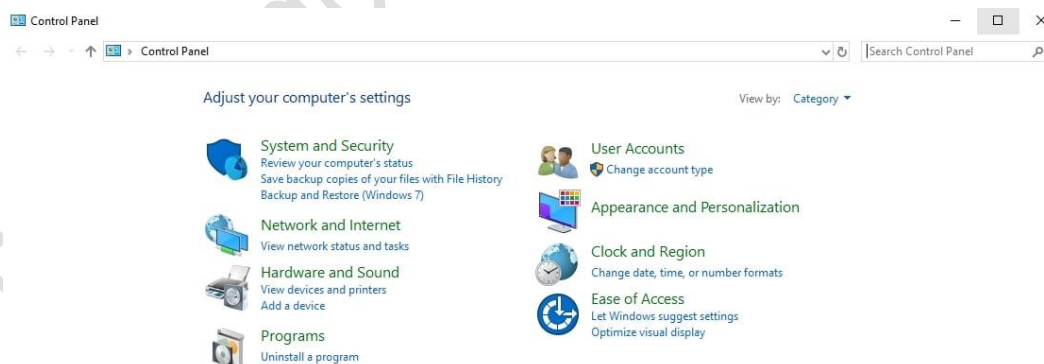 Control Panel
Control Panel
Search Control Panel
Adjust your computer's settings
View by: Category
System and Security
Review your computer's status
Save backup copies of your files with File History
Backup and Restore (Windows 7)
Network and Internet
View network status and tasks
Hardware and Sound
View devices and printers
Add a device
Programs
Uninstall a program
User Accounts
Change account type
Appearance and Personalization
Clock and Region
Change date, time, or number formats
Ease of Access
Let Windows suggest settings
Optimize visual display